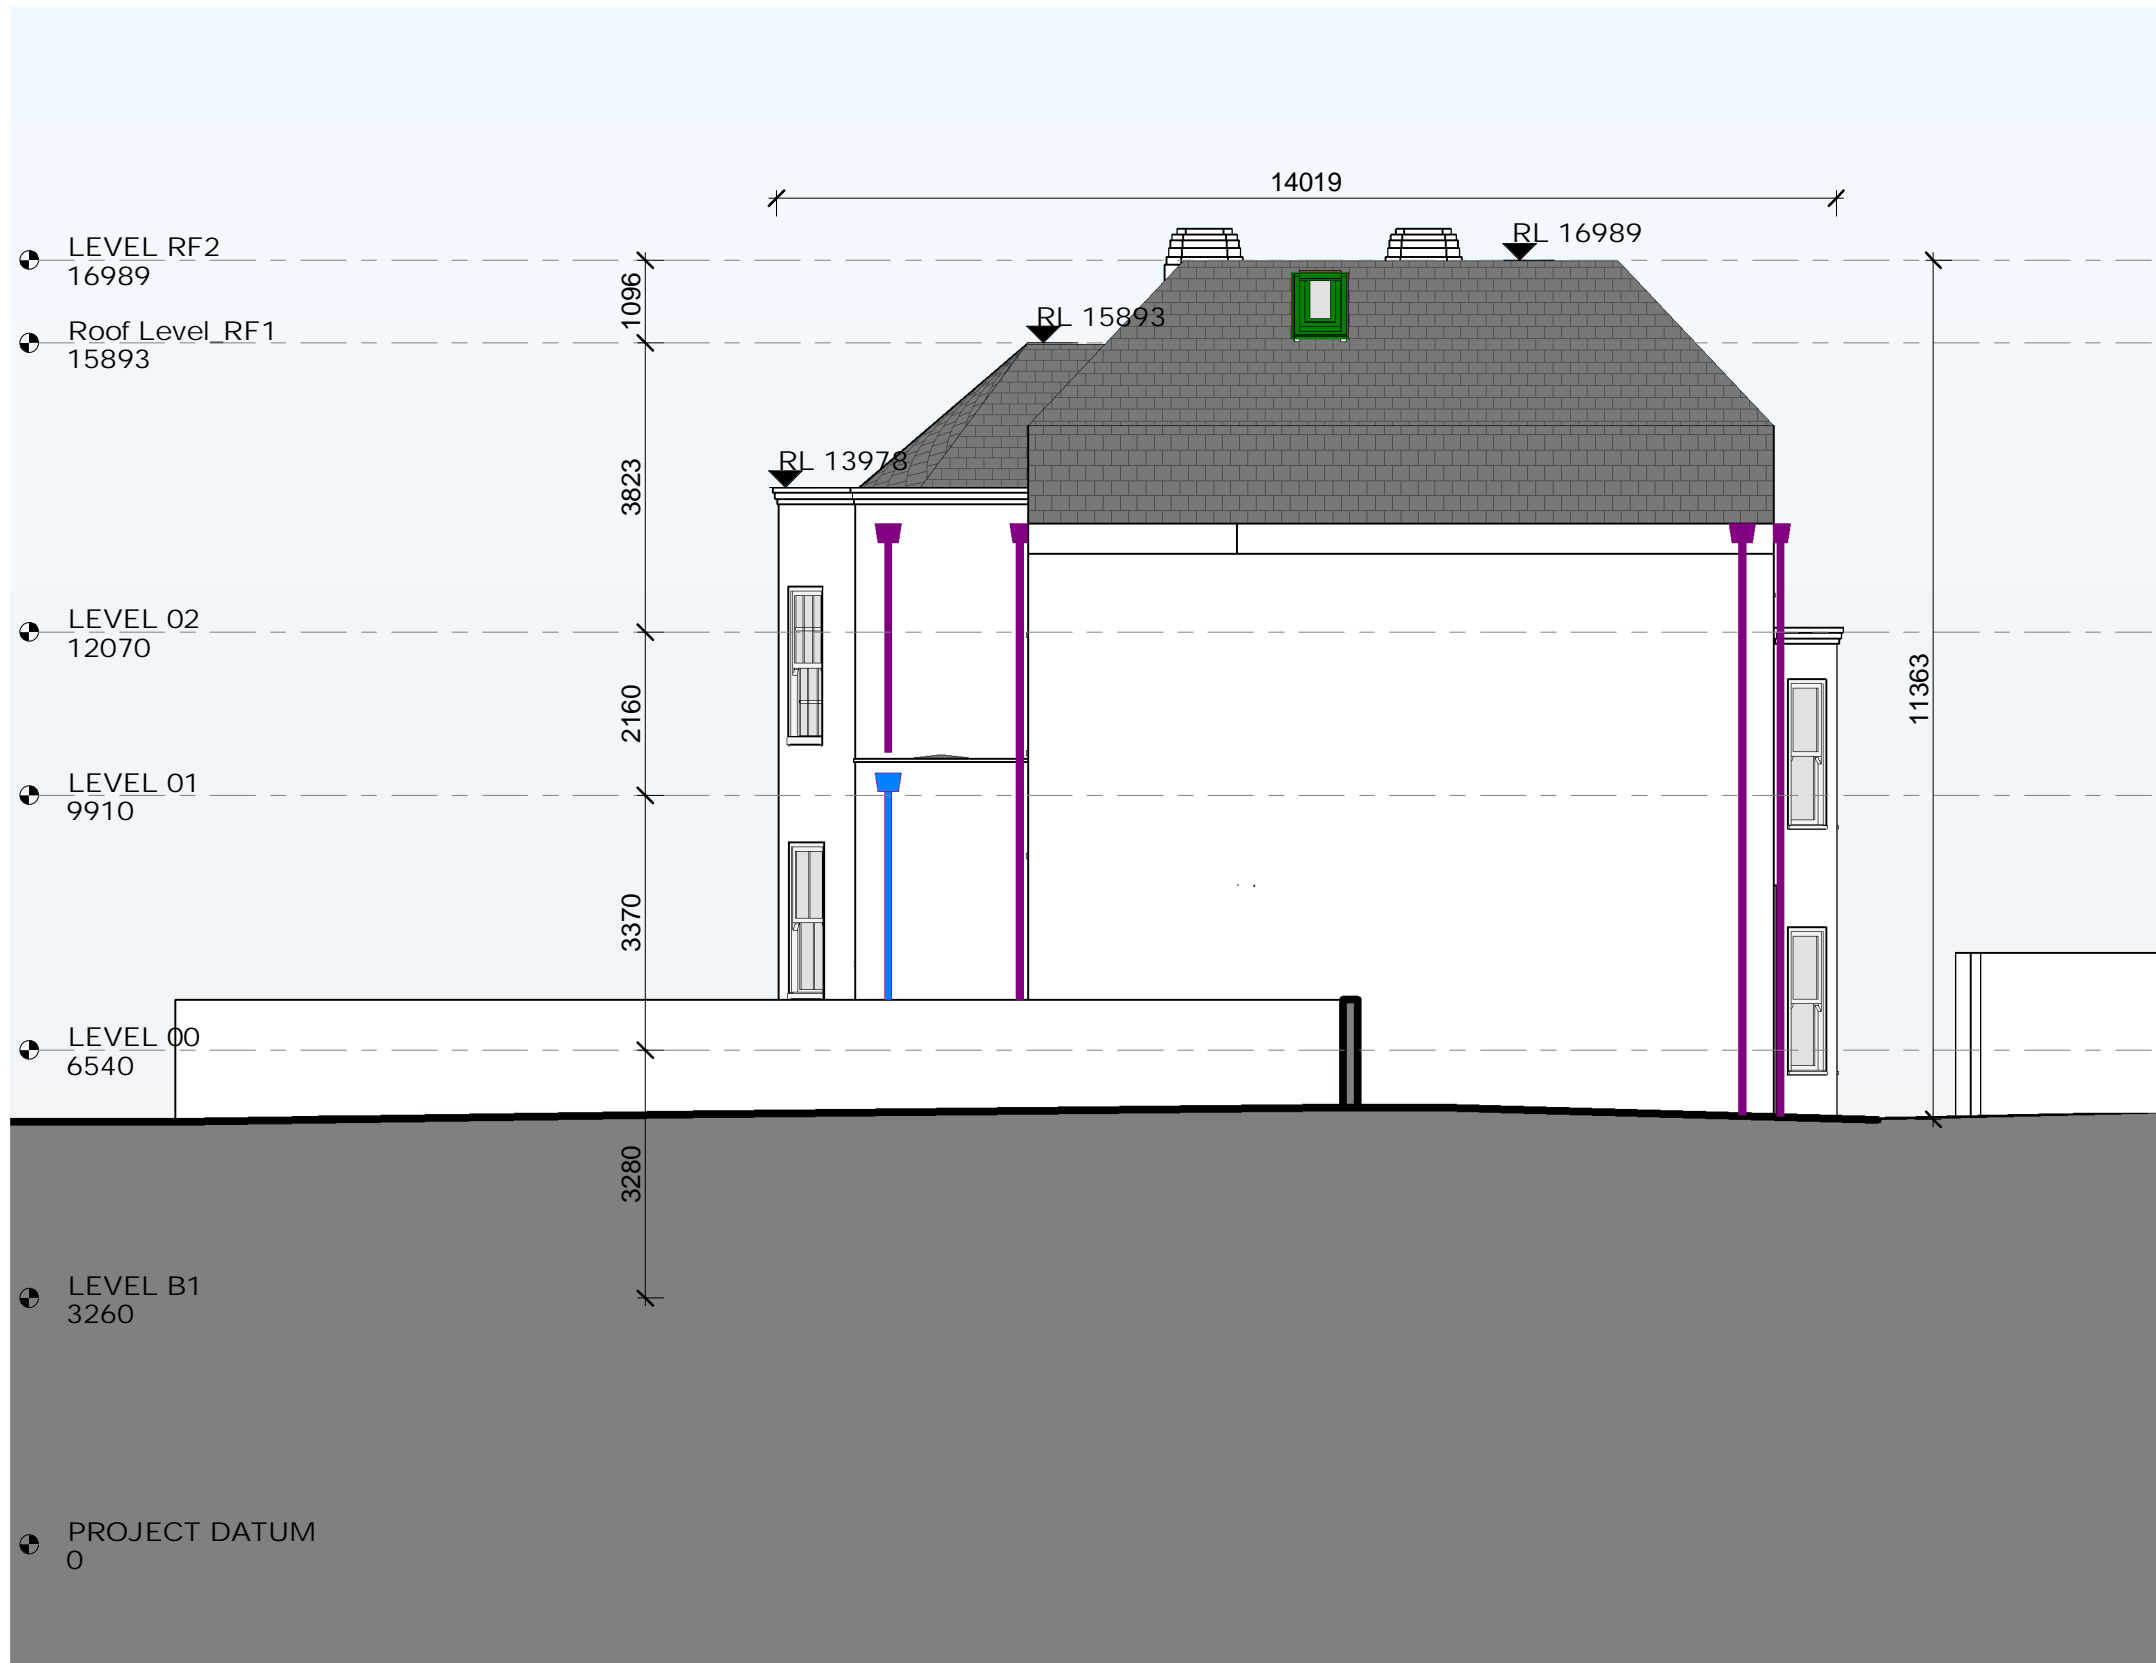 14019
LEVEL RF2
16989
RL 16989
1096
Roof Level_RF1
15893
RL 15893
RL 13978
3823
LEVEL 02
12070
11363
2160
LEVEL 01
9910
3370
LEVEL 00
6540
3280
LEVEL B1
3260
PROJECT DATUM
0